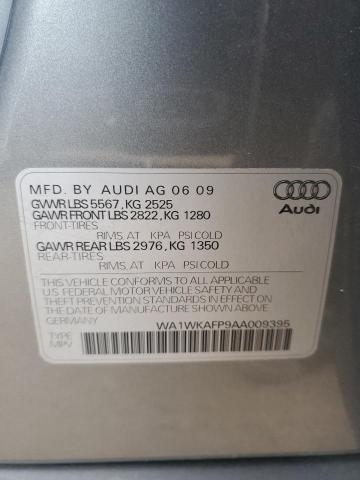 MFD. BY AUDI AG 06 09
GVWR LBS 5567, KG 2525
GAWR FRONT LBS 2822, KG 1280
FRONT-TIRES
RIMS, AT KPA PSI COLD
GAWR REAR LBS 2976, KG 1350
REAR-TIRES
RIMS, AT KPA PSI COLD
THIS VEHICLE CONFORMS TO ALL APPLICABLE
U.S. FEDERAL MOTOR VEHICLE SAFETY AND
THEFT PREVENTION STANDARDS IN EFFECT ON
THE DATE OF MANUFACTURE SHOWN ABOVE
GERMANY
WA1WKAFP9AA009395
TYPE:
MPV
Audi